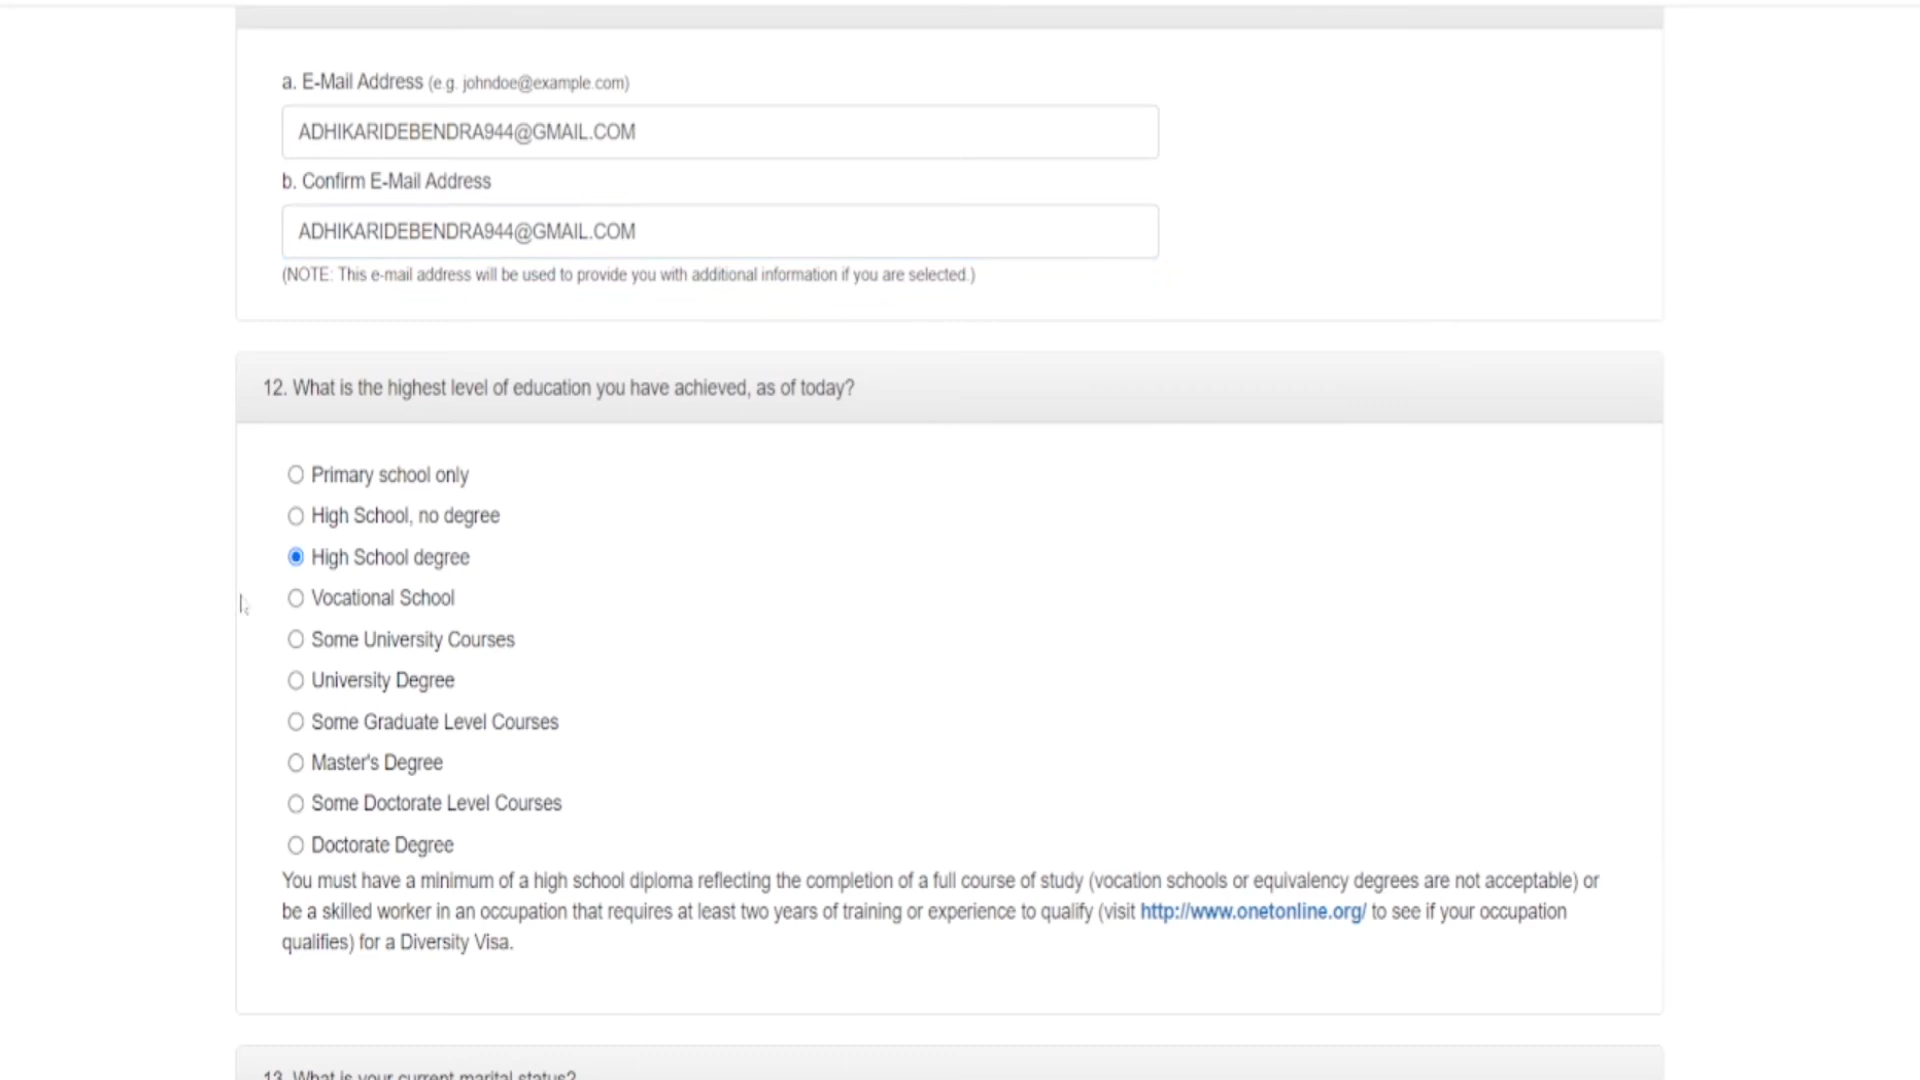 a. E-Mail Address (e.g. johndoe@example.com)
ADHIKARIDEBENDRA944@GMAIL.COM
b. Confirm E-Mail Address
ADHIKARIDEBENDRA944@GMAIL.COM
(NOTE: This e-mail address will be used to provide you with additional information if you are selected.)
12. What is the highest level of education you have achieved, as of today?
Primary school only
High School, no degree
High School degree
Vocational School
Some University Courses
University Degree
Some Graduate Level Courses
Master's Degree
Some Doctorate Level Courses
Doctorate Degree
You must have a minimum of a high school diploma reflecting the completion of a full course of study (vocation schools or equivalency degrees are not acceptable) or
be a skilled worker in an occupation that requires at least two years of training or experience to qualify (visit http://www.onetonline.org/ to see if your occupation
qualifies) for a Diversity Visa.
13. What is your current marital status?